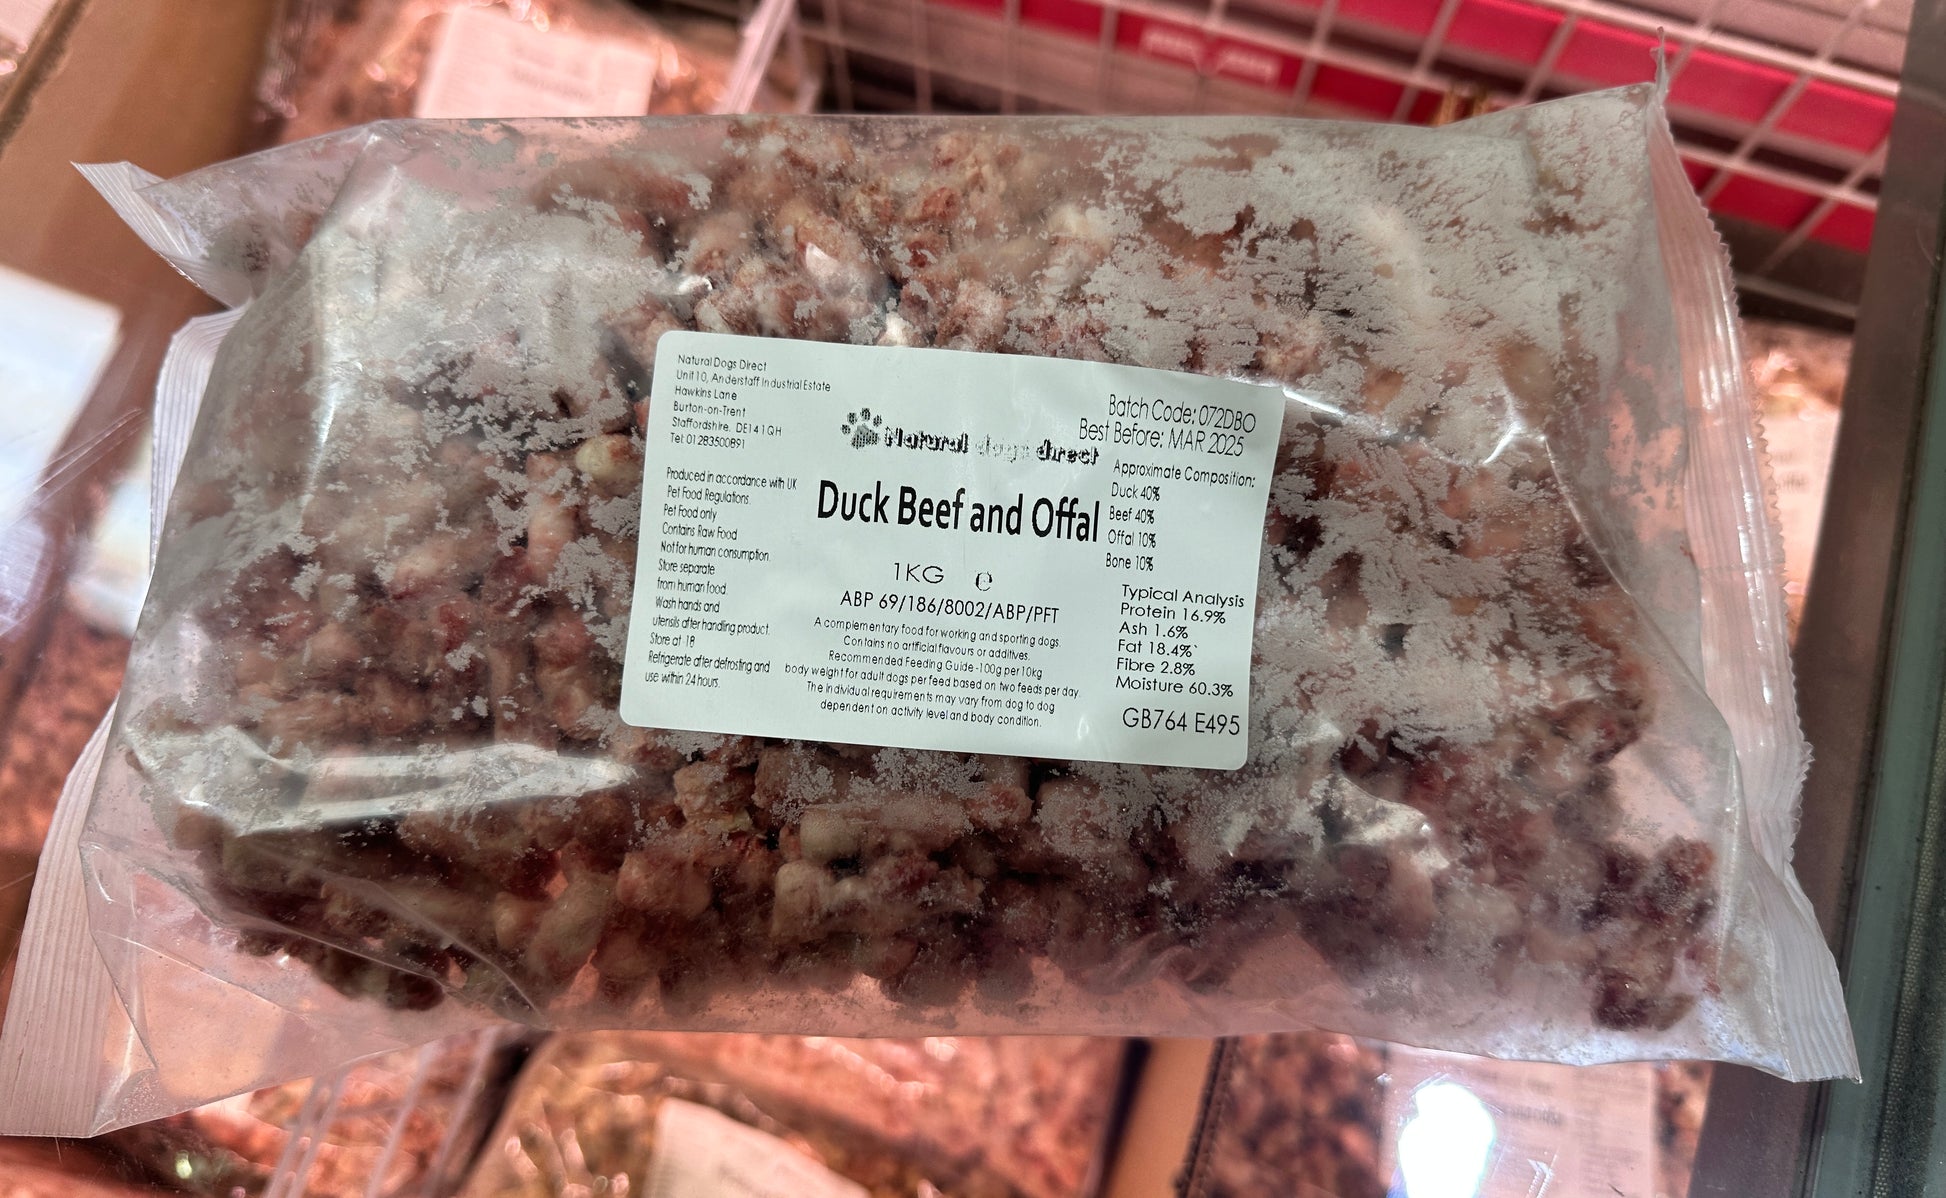 Natural Dogs Direct
Unit 10, Anderstaff Industrial Estate
Hawkins Lane
Burton-on-Trent
Staffordshire. DE14 1QH
Tel: 01283500891
Produced in accordance with UK
Pet Food Regulations.
Pet Food only
Contains Raw Food
Not for human consumption.
Store separate
from human food.
Wash hands and
utensils after handling product.
Store at -18
Refrigerate after defrosting and
use within 24 hours.
Natural dogs direct
Duck Beef and Offal
1KG e
ABP 69/186/8002/ABP/PFT
A complementary food for working and sporting dogs.
Contains no artificial flavours or additives.
Recommended Feeding Guide -100g per 10kg
body weight for adult dogs per feed based on two feeds per day.
The individual requirements may vary from dog to dog
dependent on activity level and body condition.
Batch Code: 072DBO
Best Before: MAR 2025
Approximate Composition:
Duck 40%
Beef 40%
Offal 10%
Bone 10%
Typical Analysis
Protein 16.9%
Ash 1.6%
Fat 18.4%`
Fibre 2.8%
Moisture 60.3%
GB764 E495